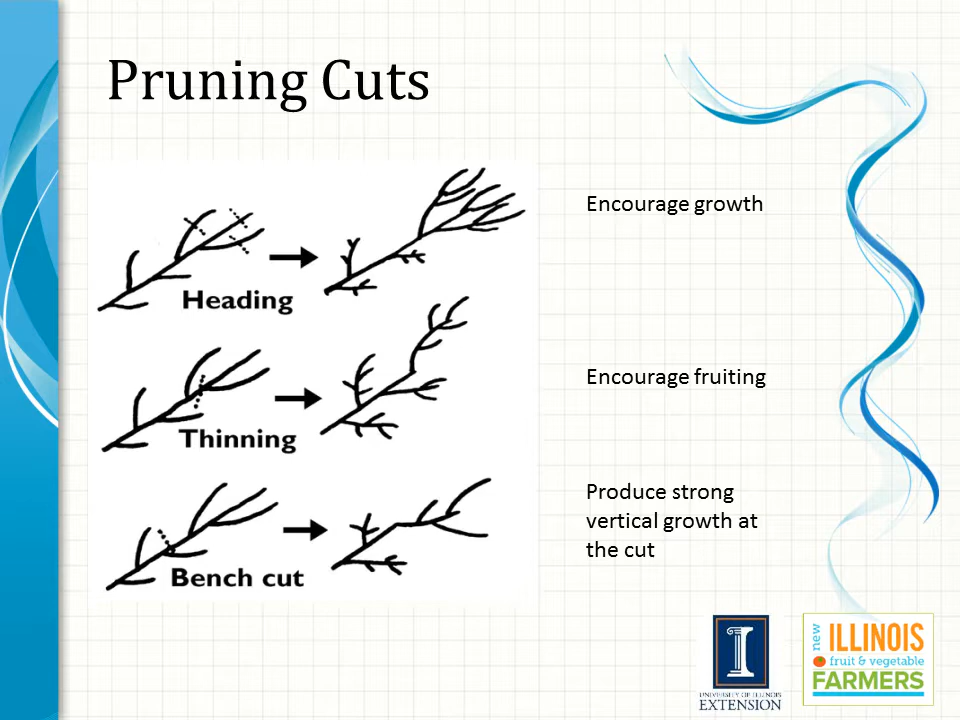 Pruning Cuts
Heading
Encourage growth
Thinning
Encourage fruiting
Bench cut
Produce strong
vertical growth at
the cut
I
UNIVERSITY OF ILLINOIS
EXTENSION
new
ILLINOIS
fruit & vegetable
FARMERS